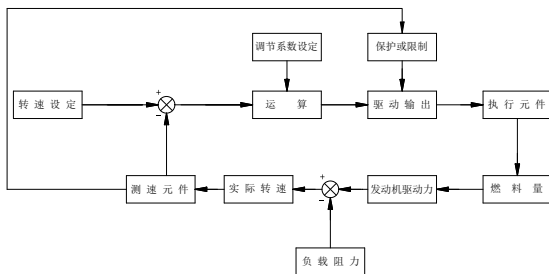 调节系数设定
保护或限制
转速设定
+
−
运算
驱动输出
执行元件
测速元件
实际转速
+
−
发动机驱动力
燃料量
负载阻力